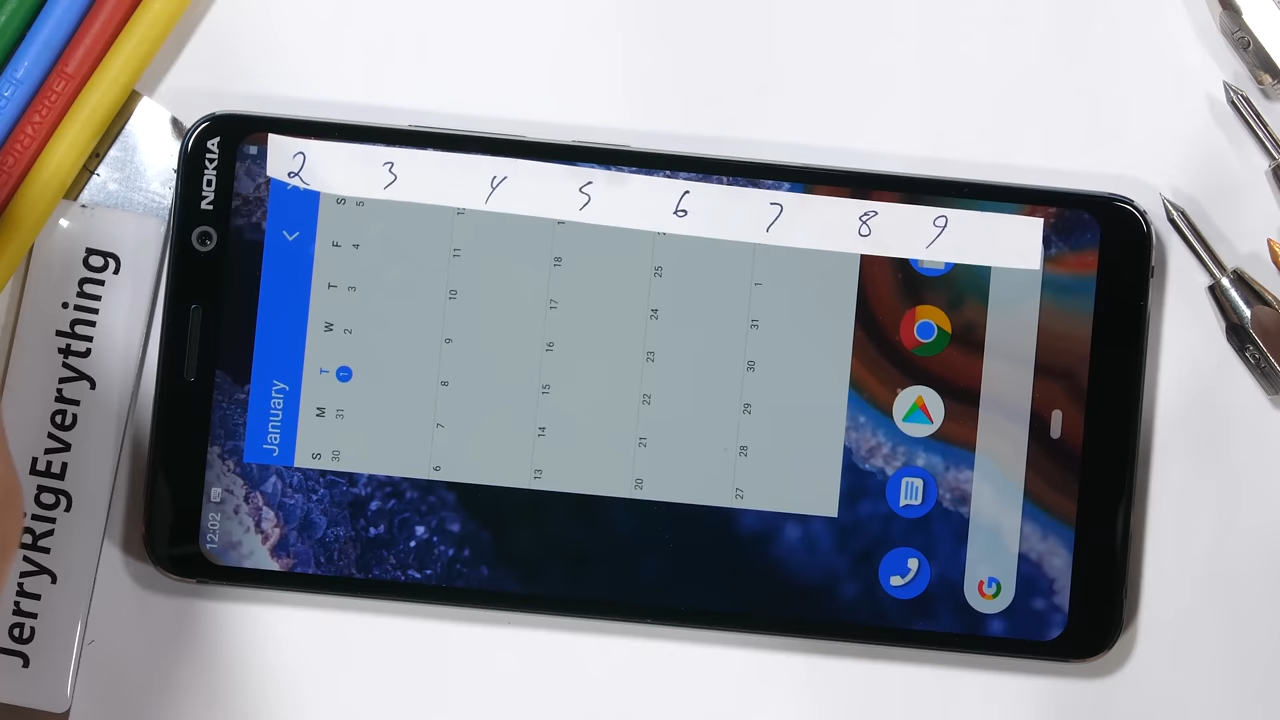 JERRYRIGE
JerryRigEverything
NOKIA
12:02
2 3 4 5 6 7 8 9
January
S M T W T F S
30 31 1 2 3 4 5
6 7 8 9 10 11
13 14 15 16 17 18
20 21 22 23 24 25
27 28 29 30 31 1
G